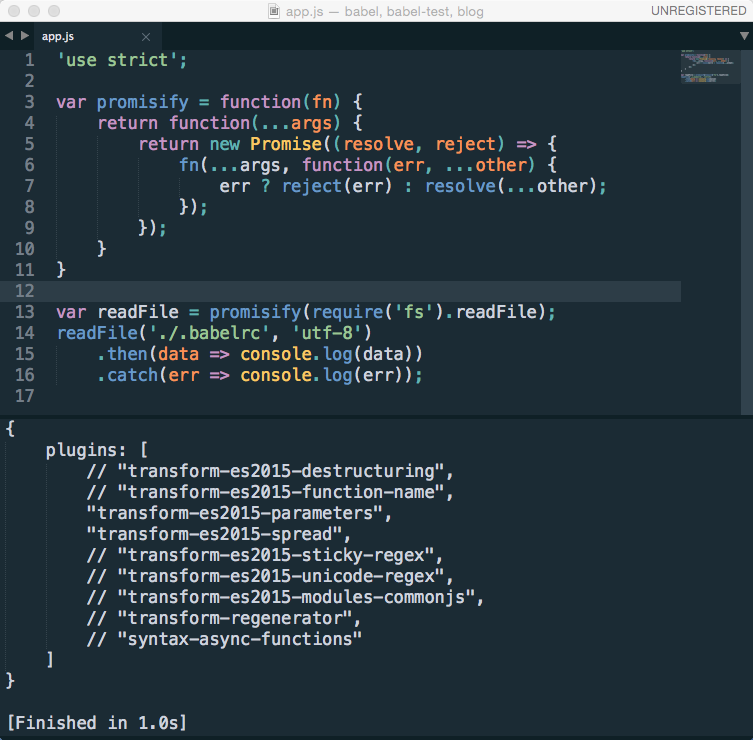 app.js — babel, babel-test, blog
UNREGISTERED
app.js
1 'use strict';
2
3 var promisify = function(fn) {
4     return function(...args) {
5         return new Promise((resolve, reject) => {
6             fn(...args, function(err, ...other) {
7                 err ? reject(err) : resolve(...other);
8             });
9         });
10     }
11 }
12
13 var readFile = promisify(require('fs').readFile);
14 readFile('./.babelrc', 'utf-8')
15     .then(data => console.log(data))
16     .catch(err => console.log(err));
17
{
    plugins: [
        // "transform-es2015-destructuring",
        // "transform-es2015-function-name",
        "transform-es2015-parameters",
        "transform-es2015-spread",
        // "transform-es2015-sticky-regex",
        // "transform-es2015-unicode-regex",
        // "transform-es2015-modules-commonjs",
        // "transform-regenerator",
        // "syntax-async-functions"
    ]
}
[Finished in 1.0s]